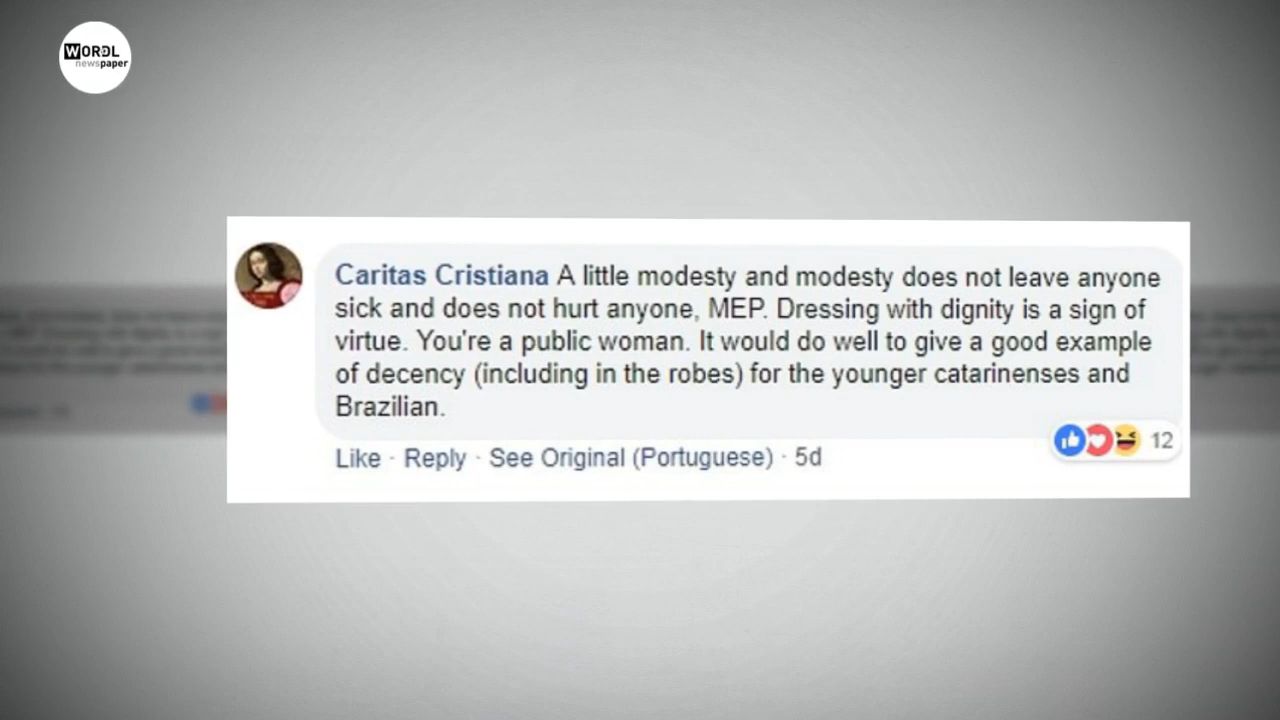 WORDL
newspaper
Caritas Cristiana A little modesty and modesty does not leave anyone
sick and does not hurt anyone, MEP. Dressing with dignity is a sign of
virtue. You're a public woman. It would do well to give a good example
of decency (including in the robes) for the younger catarinenses and
Brazilian.
12
Like · Reply · See Original (Portuguese) · 5d